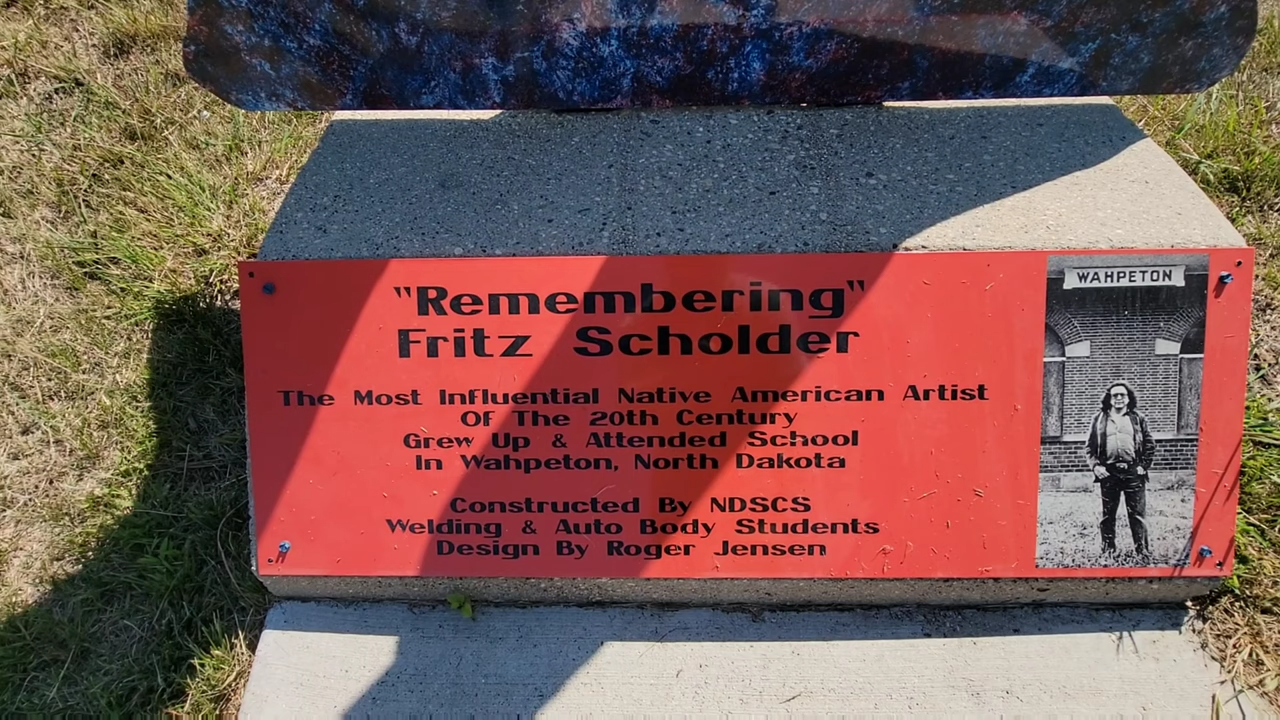 "Remembering"
Fritz Scholder
The Most Influential Native American Artist
Of The 20th Century
Grew Up & Attended School
In Wahpeton, North Dakota
Constructed By NDSCS
Welding & Auto Body Students
Design By Roger Jensen
WAHPETON